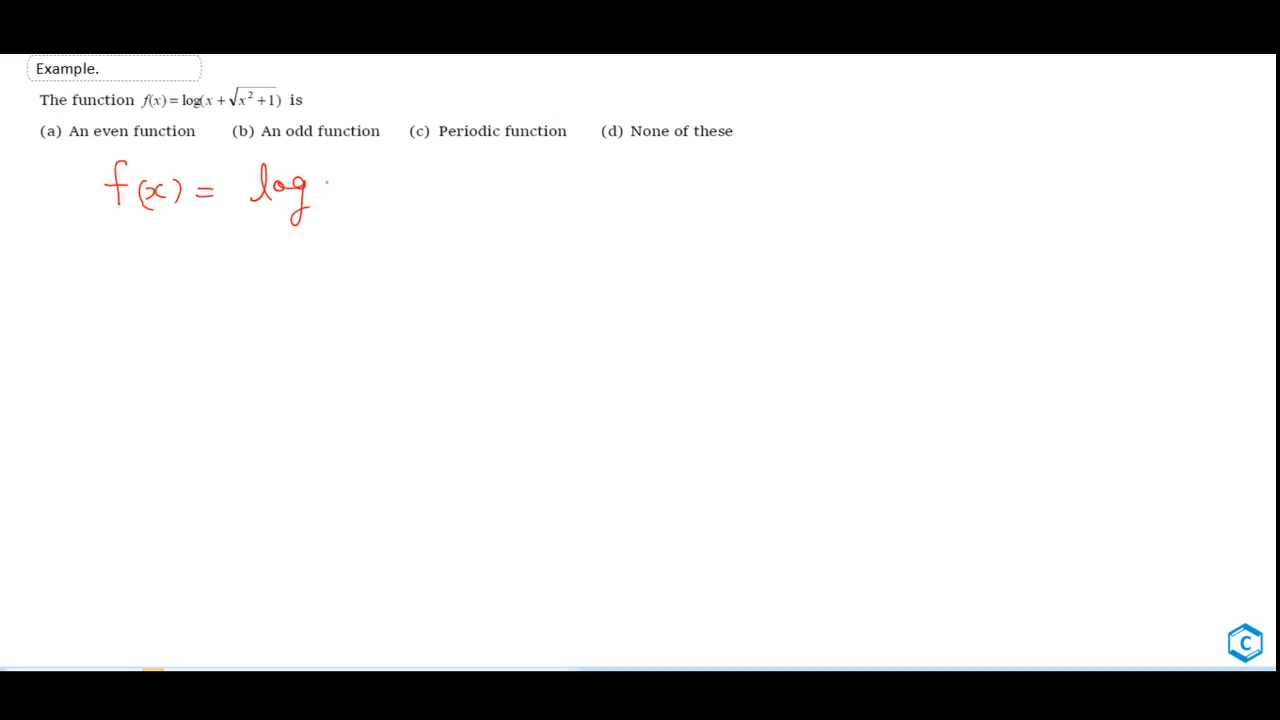 Example.
The function f(x) = log(x + √(x² + 1)) is
(a) An even function (b) An odd function (c) Periodic function (d) None of these
f(x) = log
C